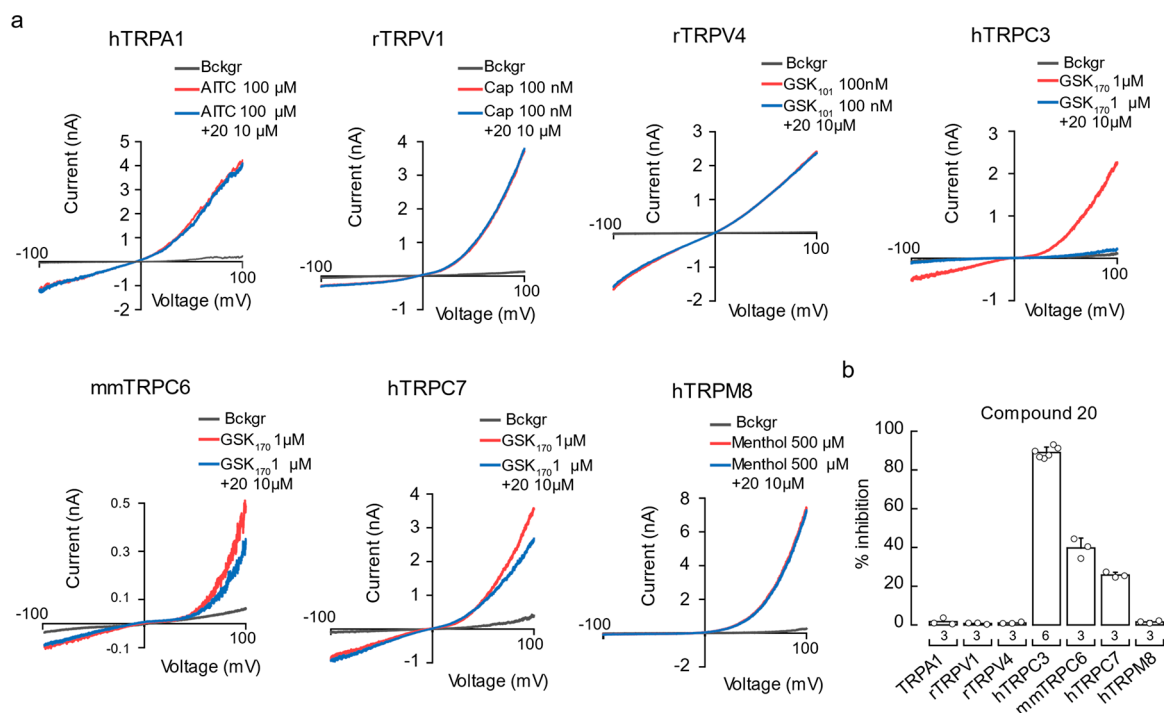 a
hTRPA1
Bckgr
AITC 100 µM
AITC 100 µM
+20 10 µM
Current (nA)
5
4
3
2
1
-1
-2
-100
100
Voltage (mV)
rTRPV1
Bckgr
Cap 100 nM
Cap 100 nM
+20 10 µM
Current (nA)
4
3
2
1
-1
-100
100
Voltage (mV)
rTRPV4
Bckgr
GSK101 100nM
GSK101 100 nM
+20 10µM
Current (nA)
3
2
1
-1
-2
-100
100
Voltage (mV)
hTRPC3
Bckgr
GSK170 1µM
GSK170 1 µM
+20 10µM
Current (nA)
3
2
1
-1
-100
100
Voltage (mV)
mmTRPC6
Bckgr
GSK170 1µM
GSK170 1 µM
+20 10µM
Current (nA)
0.5
0.3
0.1
-0.1
-100
100
Voltage (mV)
hTRPC7
Bckgr
GSK170 1µM
GSK170 1 µM
+20 10µM
Current (nA)
4
3
2
1
-1
-100
100
Voltage (mV)
hTRPM8
Bckgr
Menthol 500 µM
Menthol 500 µM
+20 10µM
Current (nA)
8
6
4
2
-2
-100
100
Voltage (mV)
b
Compound 20
% inhibition
100
80
60
40
20
0
3 3 3 6 3 3 3
TRPA1
rTRPV1
rTRPV4
hTRPC3
mmTRPC6
hTRPC7
hTRPM8